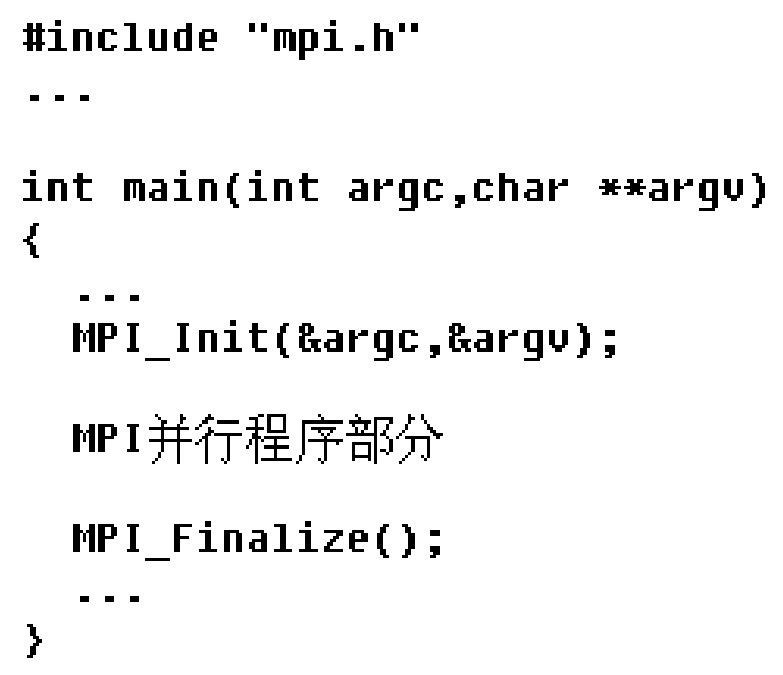 #include "mpi.h"
...
int main(int argc,char **argv)
{
...
MPI_Init(&argc,&argv);
MPI并行程序部分
MPI_Finalize();
...
}